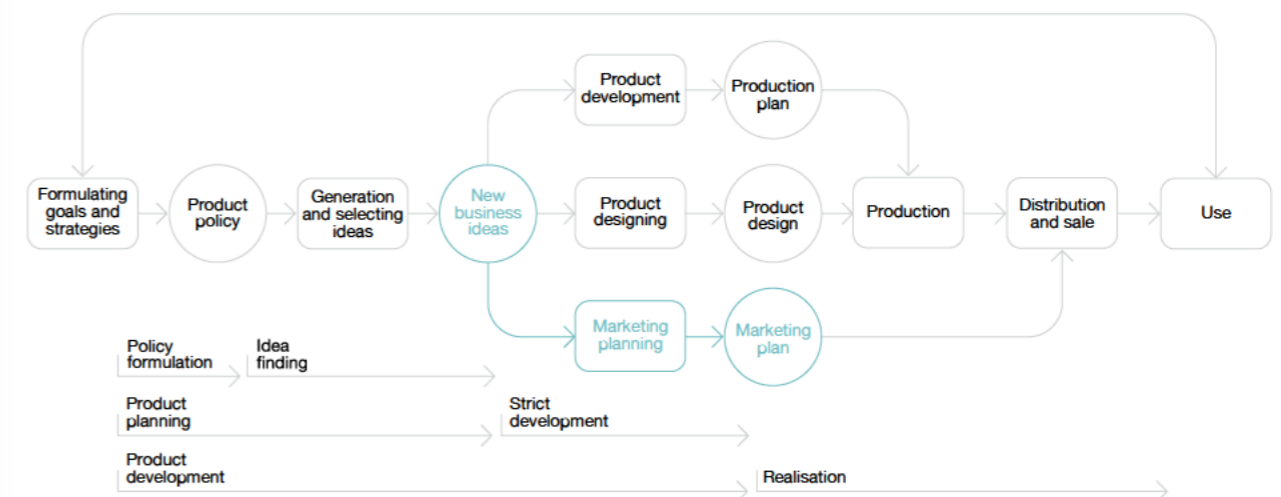 Product
development
Production
plan
Formulating
goals and
strategies
Product
policy
Generation
and selecting
ideas
New
business
ideas
Product
designing
Product
design
Production
Distribution
and sale
Use
Marketing
planning
Marketing
plan
Policy
formulation
Idea
finding
Product
planning
Strict
development
Product
development
Realisation